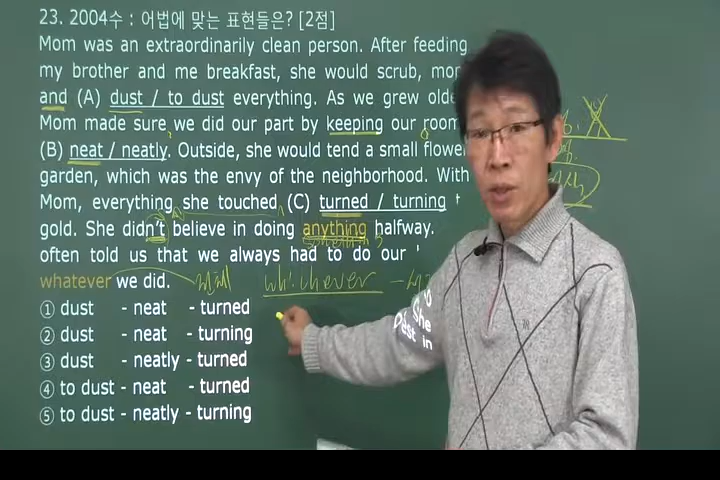 23. 2004수 : 어법에 맞는 표현들은? [2점]
Mom was an extraordinarily clean person. After feeding
my brother and me breakfast, she would scrub,
and (A) dust / to dust everything. As we grew
Mom made sure we did our part by keeping our
(B) neat / neatly. Outside, she would tend a small flower
garden, which was the envy of the neighborhood. With
Mom, everything she touched (C) turned / turning
gold. She didn't believe in doing anything halfway.
often told us that we always had to do our
whatever we did. whichever
① dust - neat - turned
② dust - neat - turning
③ dust - neatly - turned
④ to dust - neat - turned
⑤ to dust - neatly - turning